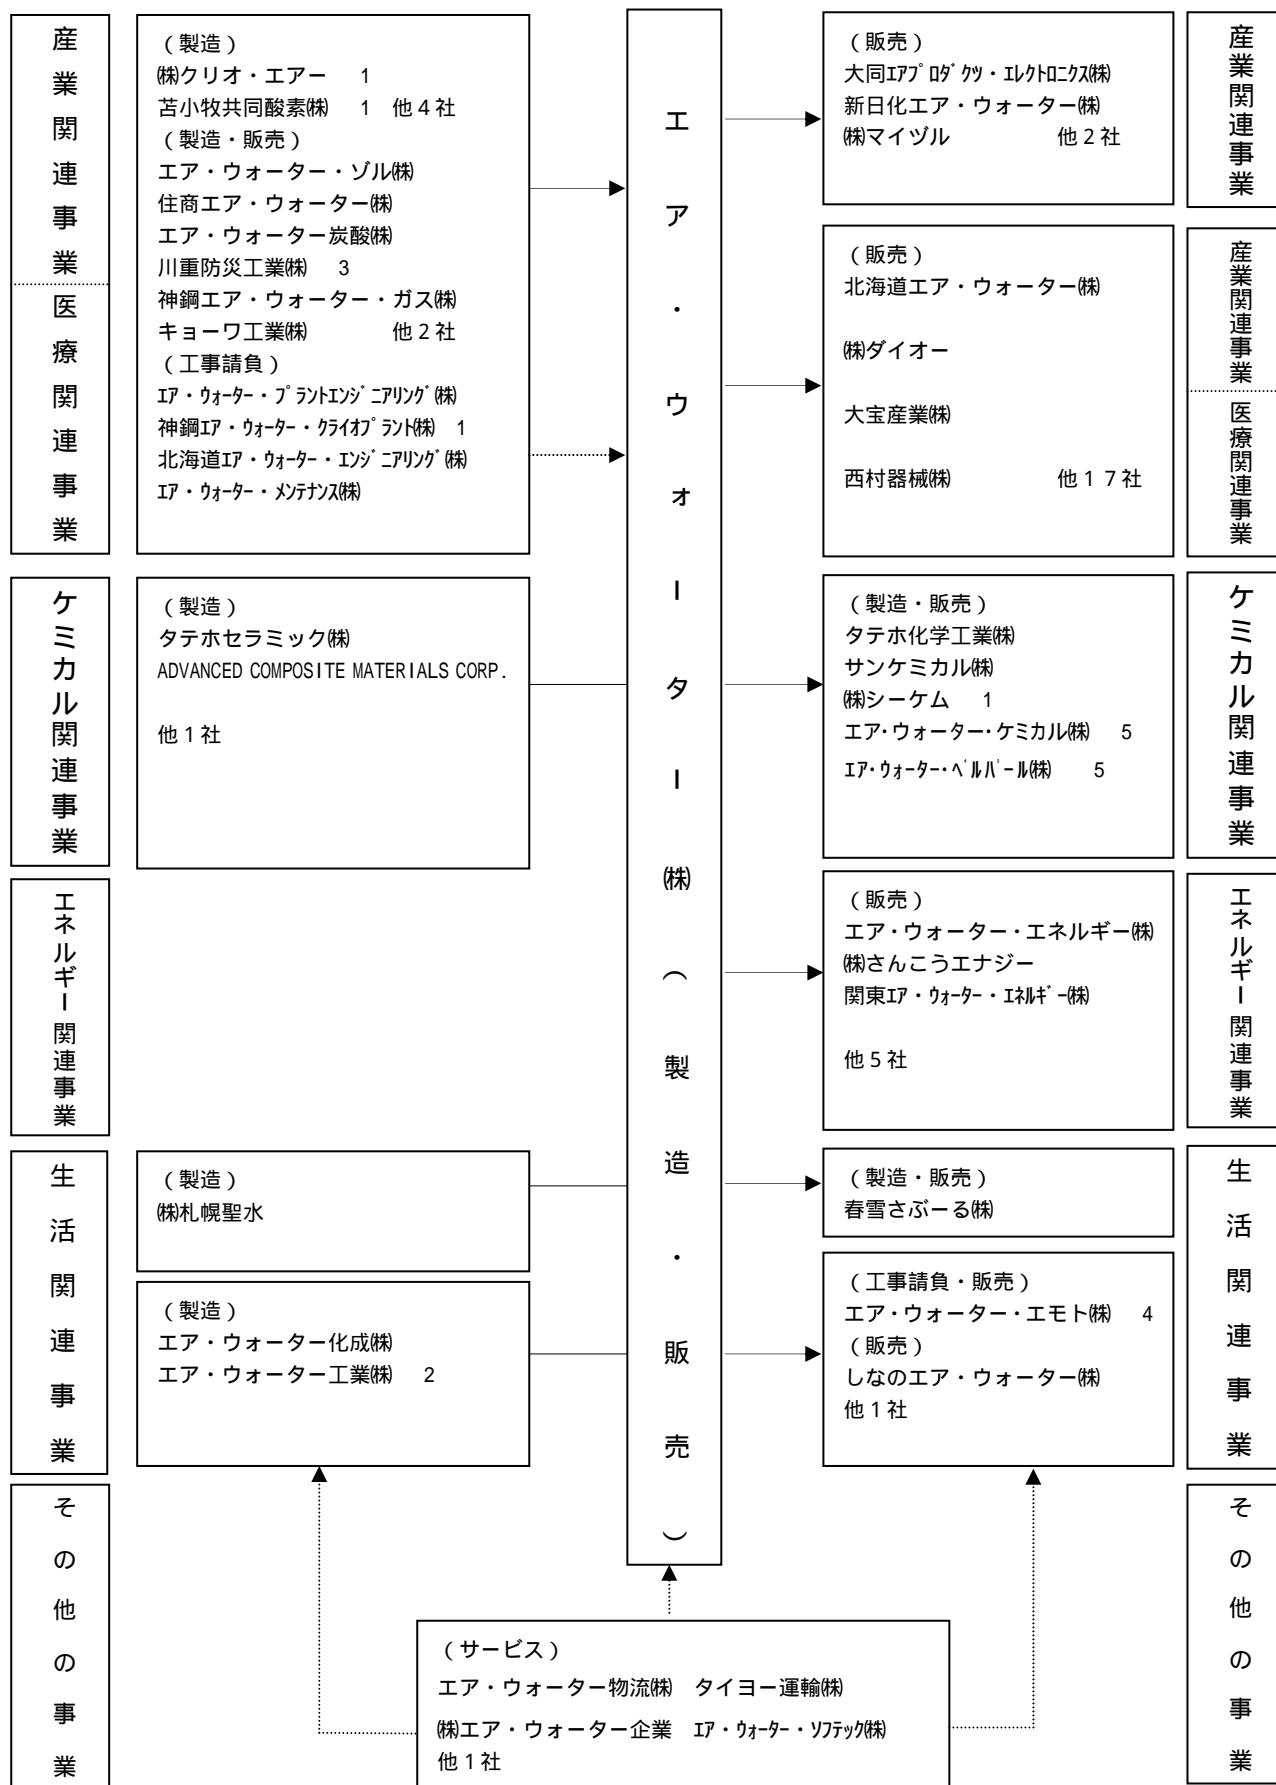 産業関連事業
医療関連事業
（製造）
㈱クリオ・エアー　1
苫小牧共同酸素㈱　1　他４社
（製造・販売）
エア・ウォーター・ゾル㈱
住商エア・ウォーター㈱
エア・ウォーター炭酸㈱
川重防災工業㈱　3
神鋼エア・ウォーター・ガス㈱
キョーワ工業㈱　他２社
（工事請負）
ｴｱ・ｳｫｰﾀｰ・ﾌﾟﾗﾝﾄｴﾝｼﾞﾆｱﾘﾝｸﾞ㈱
神鋼ｴｱ・ｳｫｰﾀｰ・ｸﾗｲｵﾌﾟﾗﾝﾄ㈱　1
北海道ｴｱ・ｳｫｰﾀｰ・ｴﾝｼﾞﾆｱﾘﾝｸﾞ㈱
ｴｱ・ｳｫｰﾀｰ・ﾒﾝﾃﾅﾝｽ㈱
ケミカル関連事業
（製造）
タテホセラミック㈱
ADVANCED COMPOSITE MATERIALS CORP.
他１社
エネルギー関連事業
生活関連事業
（製造）
㈱札幌聖水
（製造）
エア・ウォーター化成㈱
エア・ウォーター工業㈱　2
その他の事業
エア・ウォーター㈱（製造・販売）
（販売）
大同ｴｱﾌﾟﾛﾀﾞｸﾂ・ｴﾚｸﾄﾛﾆｸｽ㈱
新日化エア・ウォーター㈱
㈱マイヅル　他２社
産業関連事業
（販売）
北海道エア・ウォーター㈱
㈱ダイオー
大宝産業㈱
西村器械㈱　他１７社
産業関連事業
医療関連事業
（製造・販売）
タテホ化学工業㈱
サンケミカル㈱
㈱シーケム　1
エア・ウォーター・ケミカル㈱　5
ｴｱ・ｳｫｰﾀｰ・ﾍﾞﾙﾊﾟｰﾙ㈱　5
ケミカル関連事業
（販売）
エア・ウォーター・エネルギー㈱
㈱さんこうエナジー
関東ｴｱ・ｳｫｰﾀｰ・ｴﾈﾙｷﾞｰ㈱
他５社
エネルギー関連事業
（製造・販売）
春雪さぶーる㈱
（工事請負・販売）
エア・ウォーター・エモト㈱　4
（販売）
しなのエア・ウォーター㈱
他１社
生活関連事業
その他の事業
（サービス）
エア・ウォーター物流㈱　タイヨー運輸㈱
㈱エア・ウォーター企業　ｴｱ・ｳｫｰﾀｰ・ｿﾌﾃｯｸ㈱
他１社